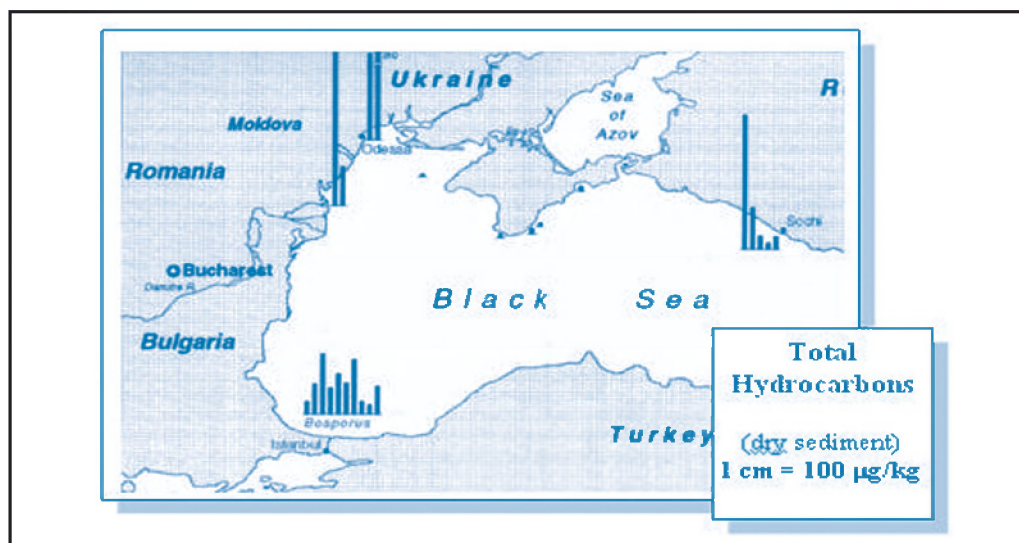 Ukraine
R
Sea
of
Azov
Moldova
Odessa
Romania
Sochi
Bucharest
Danube R.
Black Sea
Bulgaria
Bosporus
Istanbul
Turkey
Total
Hydrocarbons
(dry sediment)
1 cm = 100 µg/kg